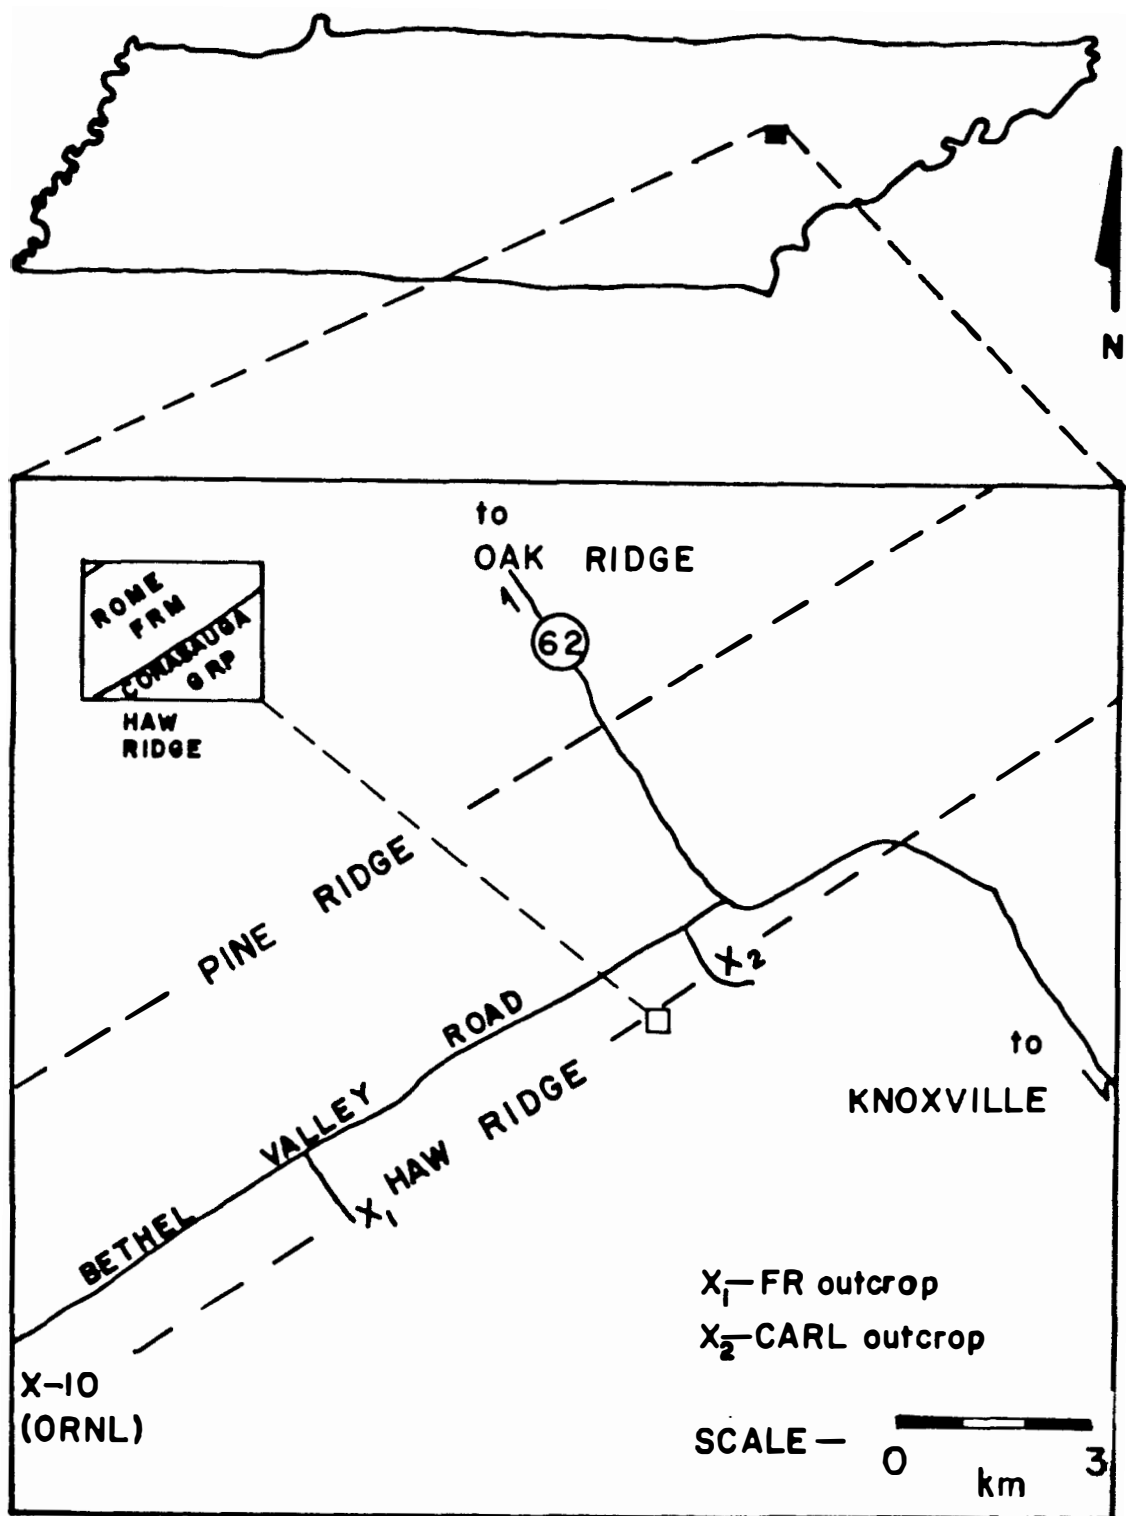 N
to
OAK RIDGE
62
ROME
FRM
CONASAUGA
GRP
HAW
RIDGE
PINE RIDGE
X2
BETHEL VALLEY ROAD
HAW RIDGE
X1
to
KNOXVILLE
X1—FR outcrop
X2—CARL outcrop
X-10
(ORNL)
SCALE —
0 3
km